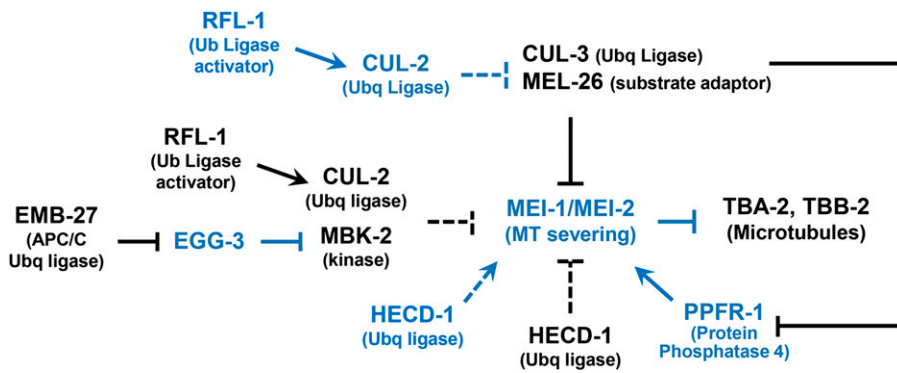 RFL-1
(Ub Ligase
activator)
CUL-2
(Ubq Ligase)
CUL-3 (Ubq Ligase)
MEL-26 (substrate adaptor)
RFL-1
(Ub Ligase
activator)
CUL-2
(Ubq ligase)
EMB-27
(APC/C
Ubq ligase)
EGG-3
MBK-2
(kinase)
MEI-1/MEI-2
(MT severing)
TBA-2, TBB-2
(Microtubules)
HECD-1
(Ubq ligase)
HECD-1
(Ubq ligase)
PPFR-1
(Protein
Phosphatase 4)